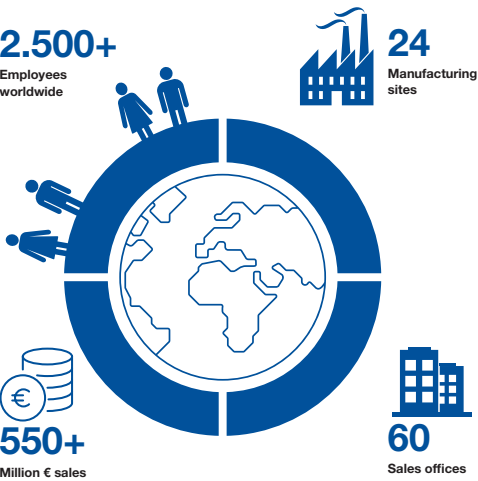 2.500+
Employees
worldwide
24
Manufacturing
sites
€
550+
Million € sales
60
Sales offices